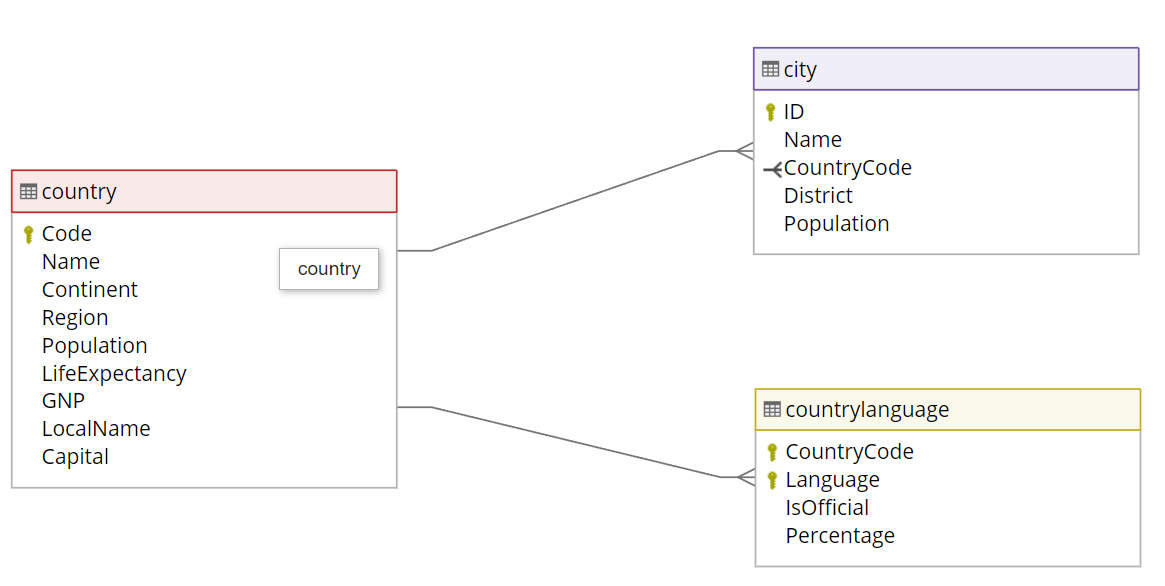 country
Code
Name
Continent
Region
Population
LifeExpectancy
GNP
LocalName
Capital
country
city
ID
Name
CountryCode
District
Population
countrylanguage
CountryCode
Language
IsOfficial
Percentage